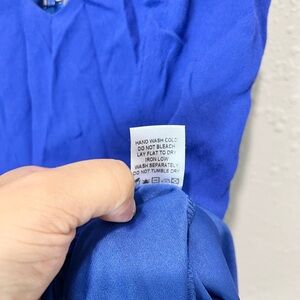 HAND WASH COLD
DO NOT BLEACH
LAY FLAT TO DRY
IRON LOW
WASH SEPARATELY
DO NOT TUMBLE DRY